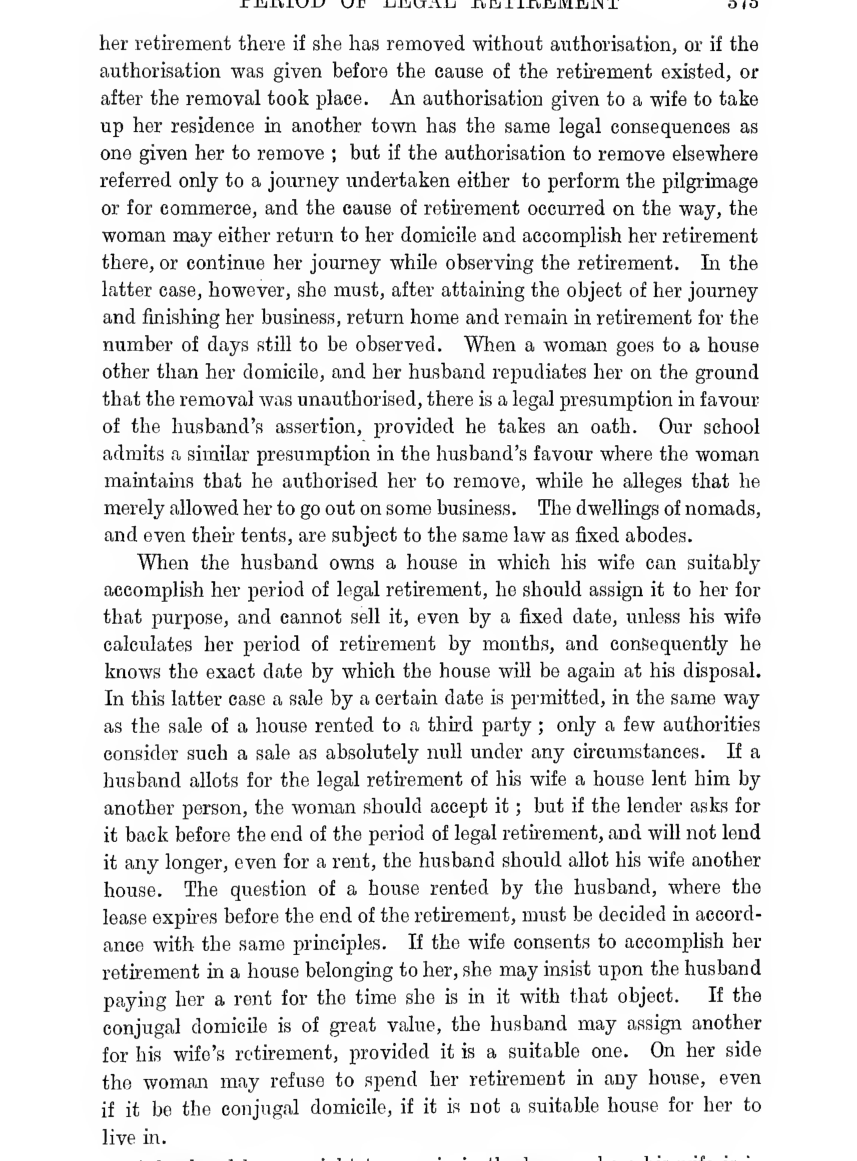 PERIOD OF LEGAL RETIREMENT 375
her retirement there if she has removed without authorisation, or if the
authorisation was given before the cause of the retirement existed, or
after the removal took place. An authorisation given to a wife to take
up her residence in another town has the same legal consequences as
one given her to remove ; but if the authorisation to remove elsewhere
referred only to a journey undertaken either to perform the pilgrimage
or for commerce, and the cause of retirement occurred on the way, the
woman may either return to her domicile and accomplish her retirement
there, or continue her journey while observing the retirement. In the
latter case, however, she must, after attaining the object of her journey
and finishing her business, return home and remain in retirement for the
number of days still to be observed. When a woman goes to a house
other than her domicile, and her husband repudiates her on the ground
that the removal was unauthorised, there is a legal presumption in favour
of the husband's assertion, provided he takes an oath. Our school
admits a similar presumption in the husband's favour where the woman
maintains that he authorised her to remove, while he alleges that he
merely allowed her to go out on some business. The dwellings of nomads,
and even their tents, are subject to the same law as fixed abodes.
When the husband owns a house in which his wife can suitably
accomplish her period of legal retirement, he should assign it to her for
that purpose, and cannot sell it, even by a fixed date, unless his wife
calculates her period of retirement by months, and consequently he
knows the exact date by which the house will be again at his disposal.
In this latter case a sale by a certain date is permitted, in the same way
as the sale of a house rented to a third party ; only a few authorities
consider such a sale as absolutely null under any circumstances. If a
husband allots for the legal retirement of his wife a house lent him by
another person, the woman should accept it ; but if the lender asks for
it back before the end of the period of legal retirement, and will not lend
it any longer, even for a rent, the husband should allot his wife another
house. The question of a house rented by the husband, where the
lease expires before the end of the retirement, must be decided in accord-
ance with the same principles. If the wife consents to accomplish her
retirement in a house belonging to her, she may insist upon the husband
paying her a rent for the time she is in it with that object. If the
conjugal domicile is of great value, the husband may assign another
for his wife's retirement, provided it is a suitable one. On her side
the woman may refuse to spend her retirement in any house, even
if it be the conjugal domicile, if it is not a suitable house for her to
live in.